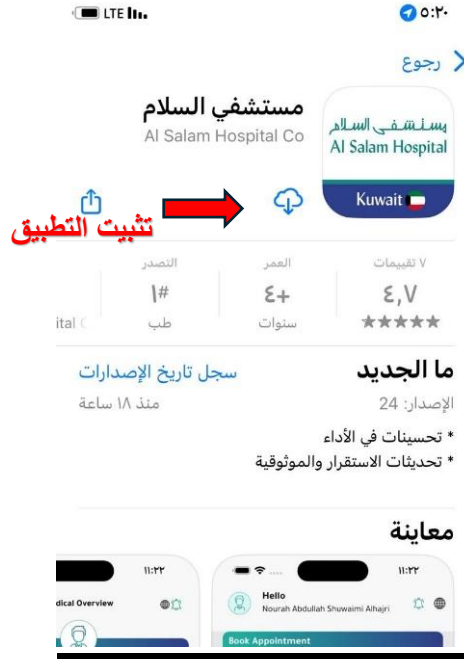 ٥:٢٠
LTE
رجوع
مستشفى السلام
Al Salam Hospital
Kuwait
مستشفي السلام
Al Salam Hospital Co
تثبيت التطبيق
٧ تقييمات
٤,٧
★★★★★
العمر
+٤
سنوات
التصدر
#١
طب
ital C
ما الجديد
سجل تاريخ الإصدارات
الإصدار: 24
منذ ١٨ ساعة
* تحسينات في الأداء
* تحديثات الاستقرار والموثوقية
معاينة
١١:٢٢
Hello
Nourah Abdullah Shuwaimi Alhajri
Book Appointment
١١:٢٢
dical Overview